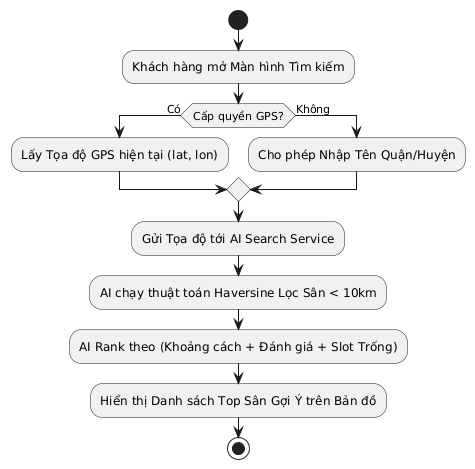 Khách hàng mở Màn hình Tìm kiếm
Có
Cấp quyền GPS?
Không
Lấy Tọa độ GPS hiện tại (lat, lon)
Cho phép Nhập Tên Quận/Huyện
Gửi Tọa độ tới AI Search Service
AI chạy thuật toán Haversine Lọc Sân < 10km
AI Rank theo (Khoảng cách + Đánh giá + Slot Trống)
Hiển thị Danh sách Top Sân Gợi Ý trên Bản đồ